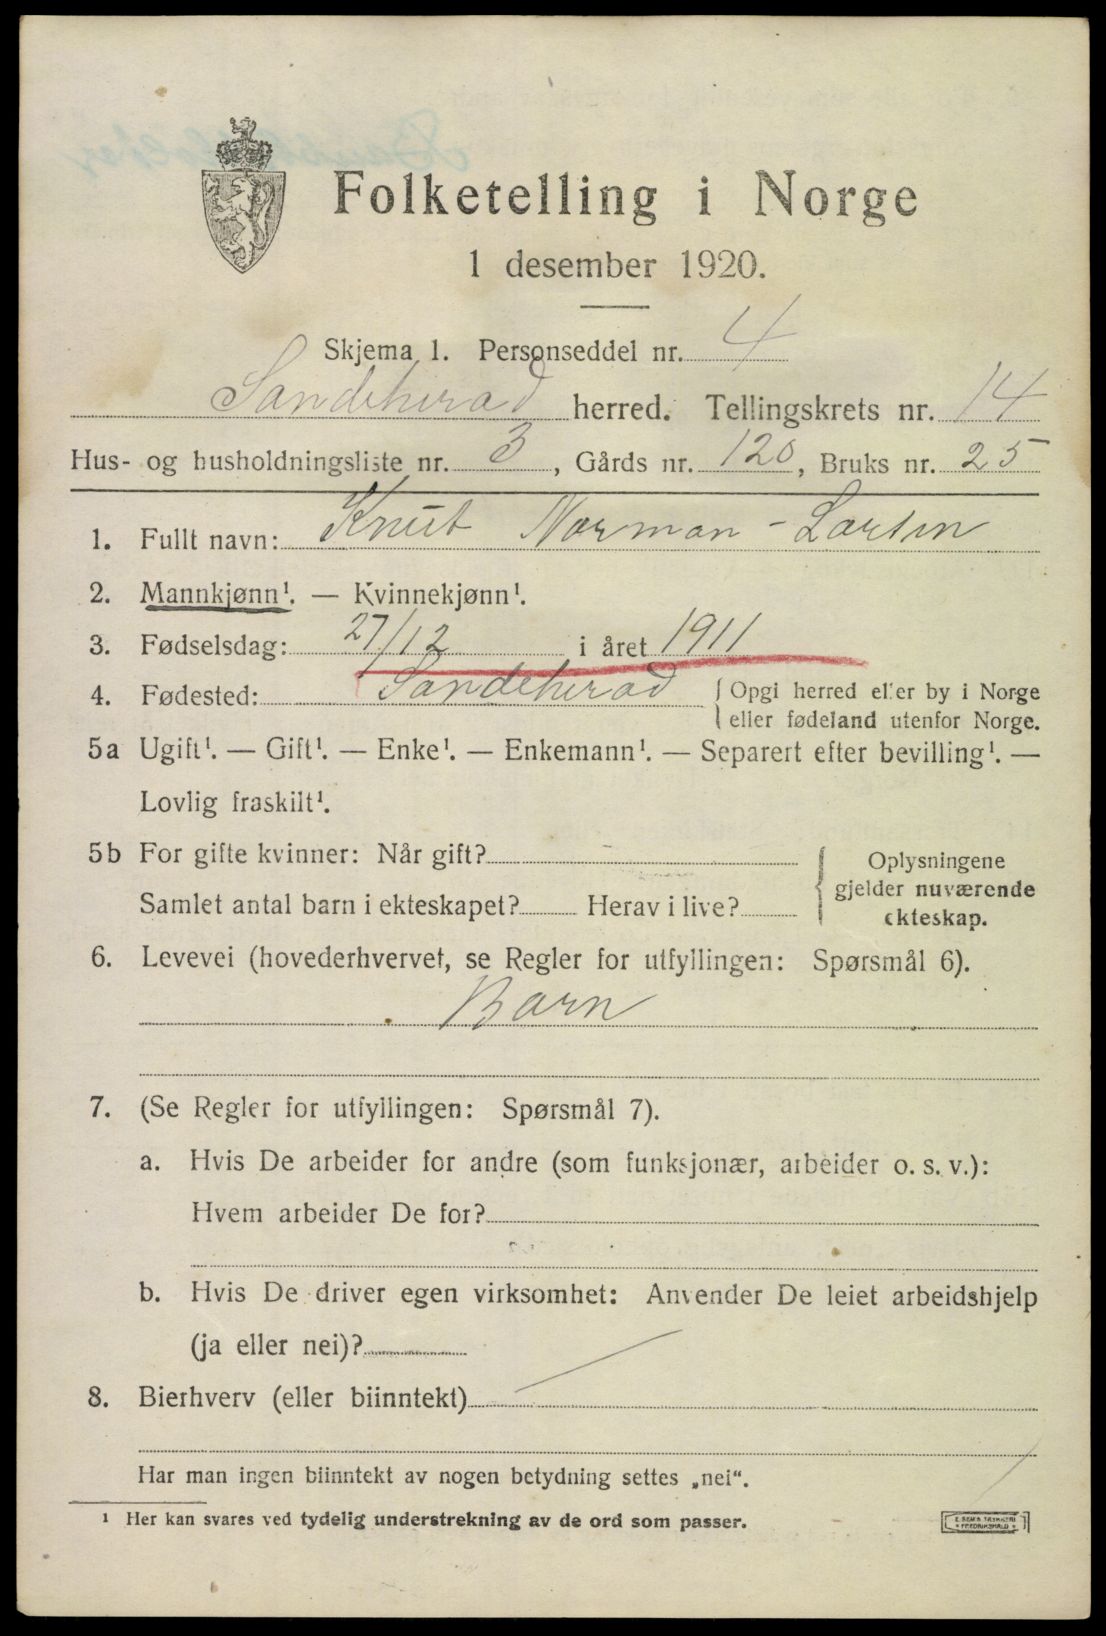 Folketelling i Norge
1 desember 1920.
Skjema 1. Personseddel nr. 4
Sandeherad herred. Tellingskrets nr. 14
Hus- og husholdningsliste nr. 3, Gårds nr. 120, Bruks nr. 25
1. Fullt navn: Knut Norman-Larsen
2. Mannkjønn¹. — Kvinnekjønn¹.
3. Fødselsdag: 27/12 i året 1911
4. Fødested: Sandeherad { Opgi herred eller by i Norge
eller fødeland utenfor Norge.
5a Ugift¹. — Gift¹. — Enke¹. — Enkemann¹. — Separert efter bevilling¹. —
Lovlig fraskilt¹.
5b For gifte kvinner: Når gift?
Samlet antal barn i ekteskapet? Herav i live?
{ Oplysningene
gjelder nuværende
ekteskap.
6. Levevei (hovederhvervet, se Regler for utfyllingen: Spørsmål 6).
Barn
7. (Se Regler for utfyllingen: Spørsmål 7).
a. Hvis De arbeider for andre (som funksjonær, arbeider o. s. v.):
Hvem arbeider De for?
b. Hvis De driver egen virksomhet: Anvender De leiet arbeidshjelp
(ja eller nei)?
8. Bierhverv (eller biinntekt)
Har man ingen biinntekt av nogen betydning settes „nei“.
¹ Her kan svares ved tydelig understrekning av de ord som passer.